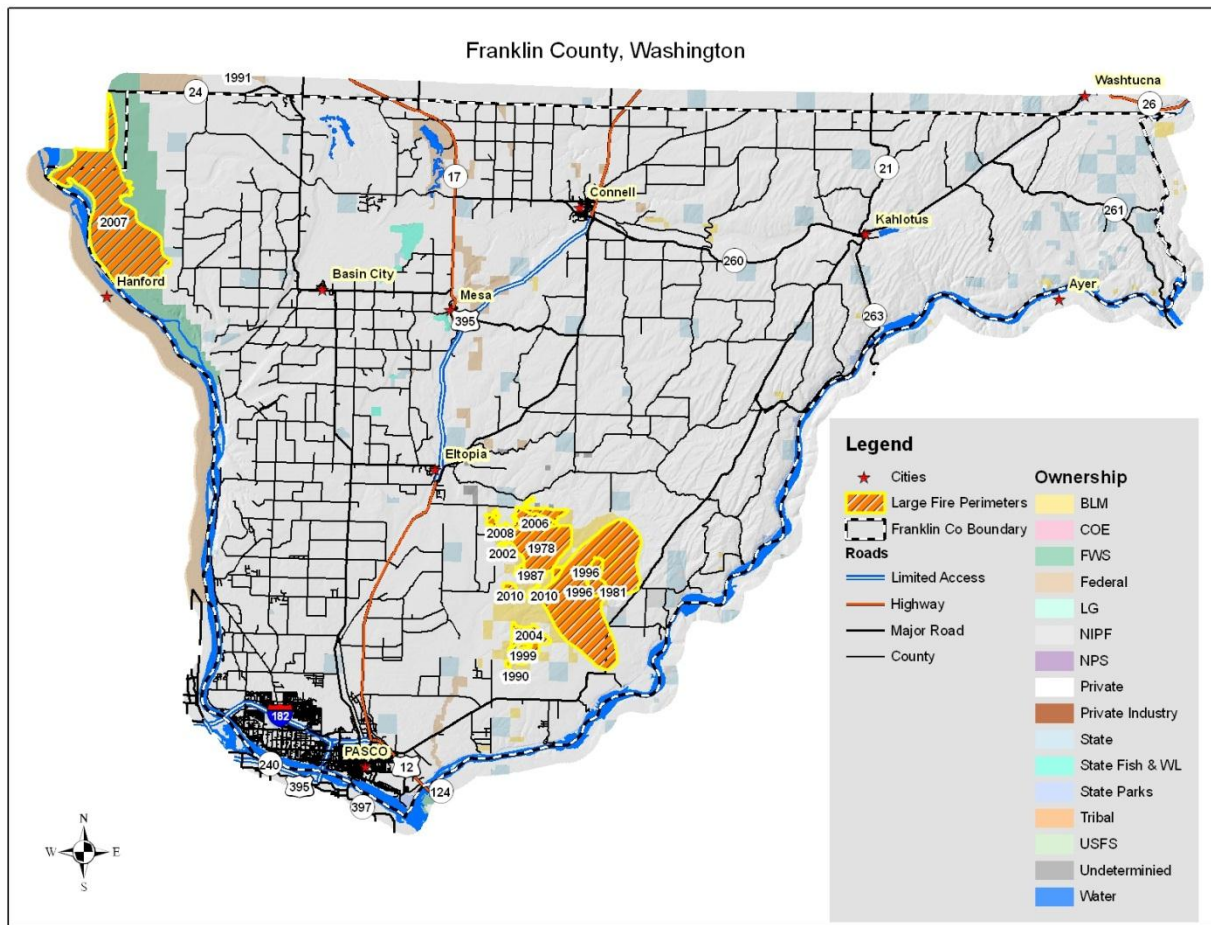 Franklin County, Washington
1991
Washtucna
24
26
17
21
Connell
261
2007
Kahlotus
260
Hanford
Basin City
Mesa
Ayer
395
263
Eltopia
2006
2008
1978
2002
1987
1996
2010
2010
1996
1981
2004
1999
1990
182
PASCO
240
12
395
124
397
N
W
E
S
Legend
Cities
Large Fire Perimeters
Franklin Co Boundary
Roads
Limited Access
Highway
Major Road
County
Ownership
BLM
COE
FWS
Federal
LG
NIPF
NPS
Private
Private Industry
State
State Fish & WL
State Parks
Tribal
USFS
Undeterminied
Water